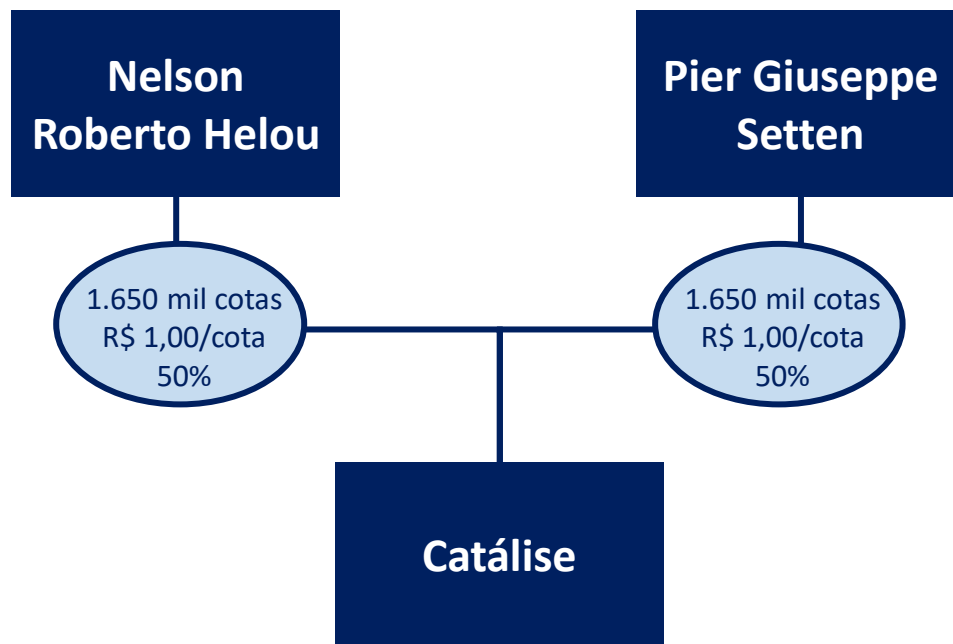 Nelson
Roberto Helou
Pier Giuseppe
Setten
1.650 mil cotas
R$ 1,00/cota
50%
1.650 mil cotas
R$ 1,00/cota
50%
Catálise